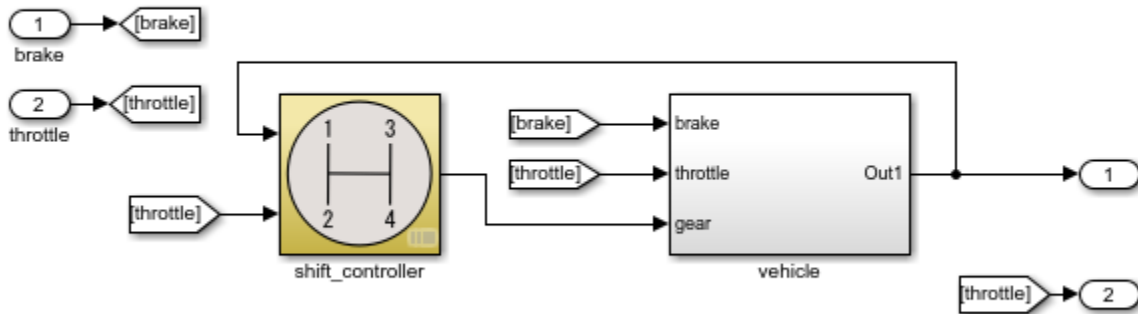 1
[brake]
brake
2
[throttle]
throttle
[throttle]
1 3
2 4
shift_controller
[brake]
[throttle]
brake
throttle
Out1
gear
vehicle
1
[throttle]
2